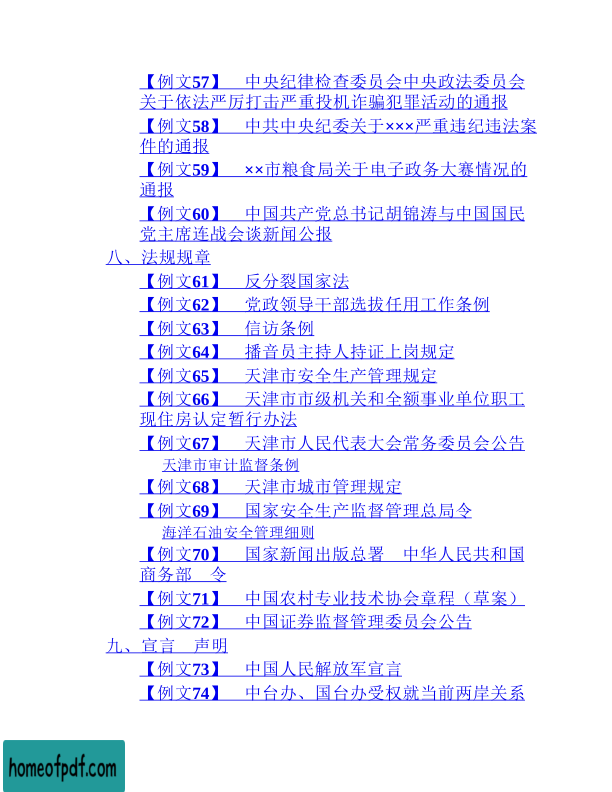 【例文57】　中央纪律检查委员会中央政法委员会
关于依法严厉打击严重投机诈骗犯罪活动的通报
【例文58】　中共中央纪委关于×××严重违纪违法案
件的通报
【例文59】　××市粮食局关于电子政务大赛情况的
通报
【例文60】　中国共产党总书记胡锦涛与中国国民
党主席连战会谈新闻公报
八、法规规章
【例文61】　反分裂国家法
【例文62】　党政领导干部选拔任用工作条例
【例文63】　信访条例
【例文64】　播音员主持人持证上岗规定
【例文65】　天津市安全生产管理规定
【例文66】　天津市市级机关和全额事业单位职工
现住房认定暂行办法
【例文67】　天津市人民代表大会常务委员会公告
天津市审计监督条例
【例文68】　天津市城市管理规定
【例文69】　国家安全生产监督管理总局令
海洋石油安全管理细则
【例文70】　国家新闻出版总署　中华人民共和国
商务部　令
【例文71】　中国农村专业技术协会章程（草案）
【例文72】　中国证券监督管理委员会公告
九、宣言　声明
【例文73】　中国人民解放军宣言
【例文74】　中台办、国台办受权就当前两岸关系
homeofpdf.com